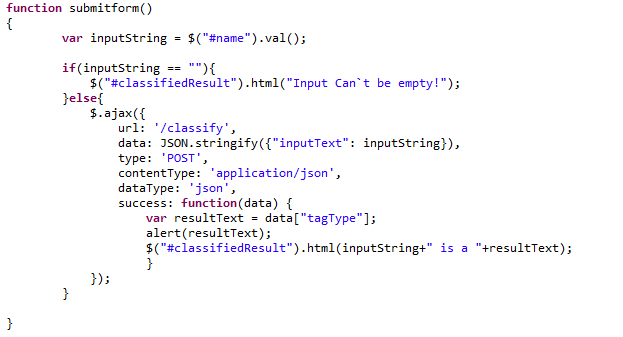 function submitform()
{
var inputString = $("#name").val();
if(inputString == ""){
$("#classifiedResult").html("Input Can`t be empty!");
}else{
$.ajax({
url: '/classify',
data: JSON.stringify({"inputText": inputString}),
type: 'POST',
contentType: 'application/json',
dataType: 'json',
success: function(data) {
var resultText = data["tagType"];
alert(resultText);
$("#classifiedResult").html(inputString+" is a "+resultText);
}
});
}
}